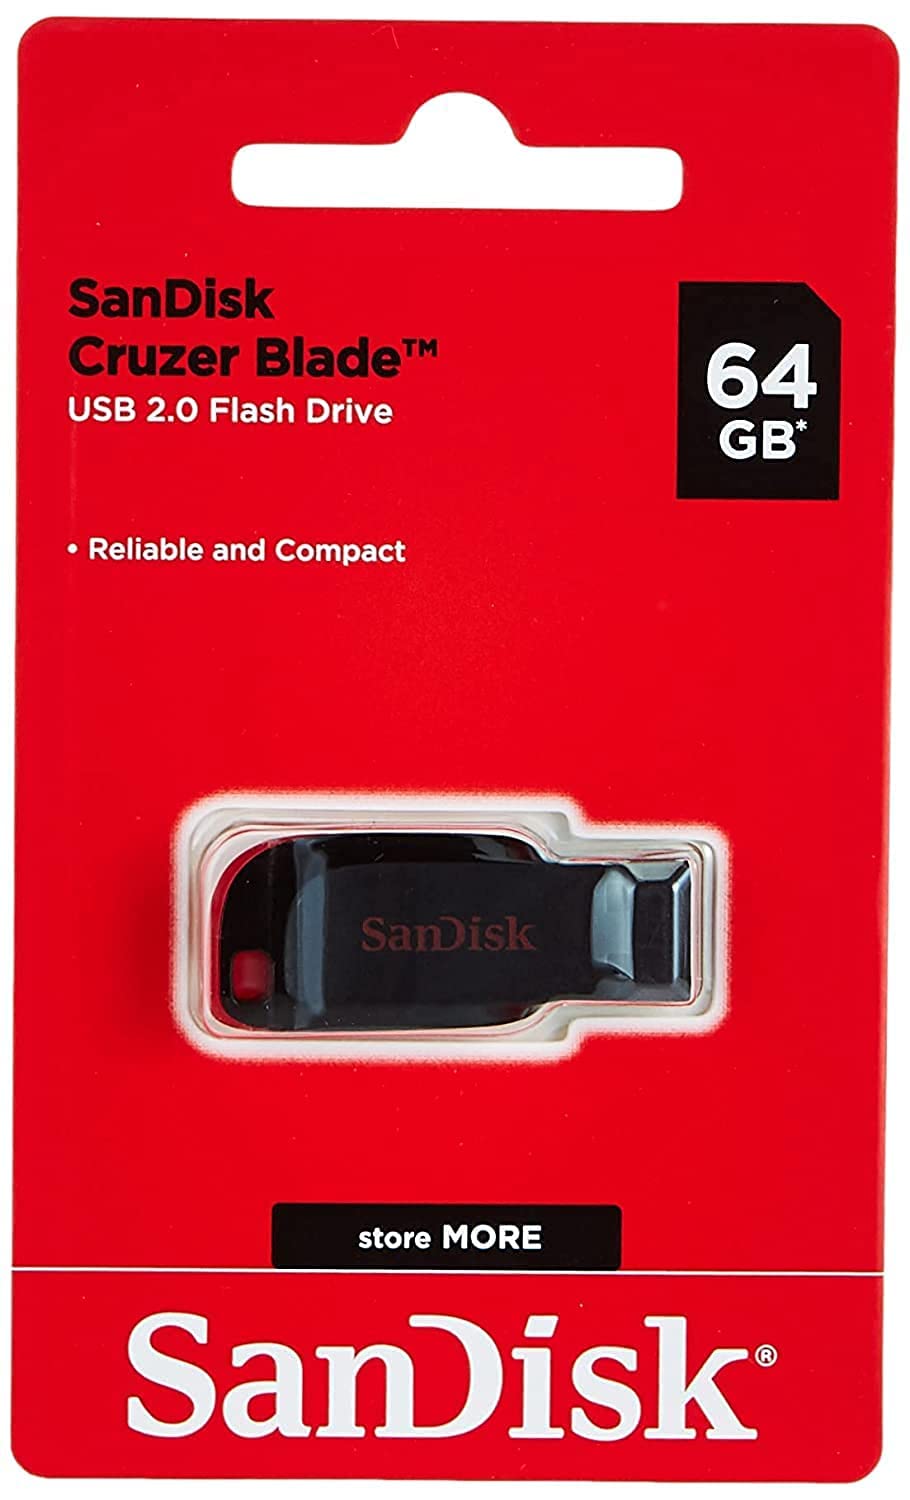 SanDisk
Cruzer Blade™
USB 2.0 Flash Drive
64
GB*
• Reliable and Compact
SanDisk
store MORE
SanDisk®